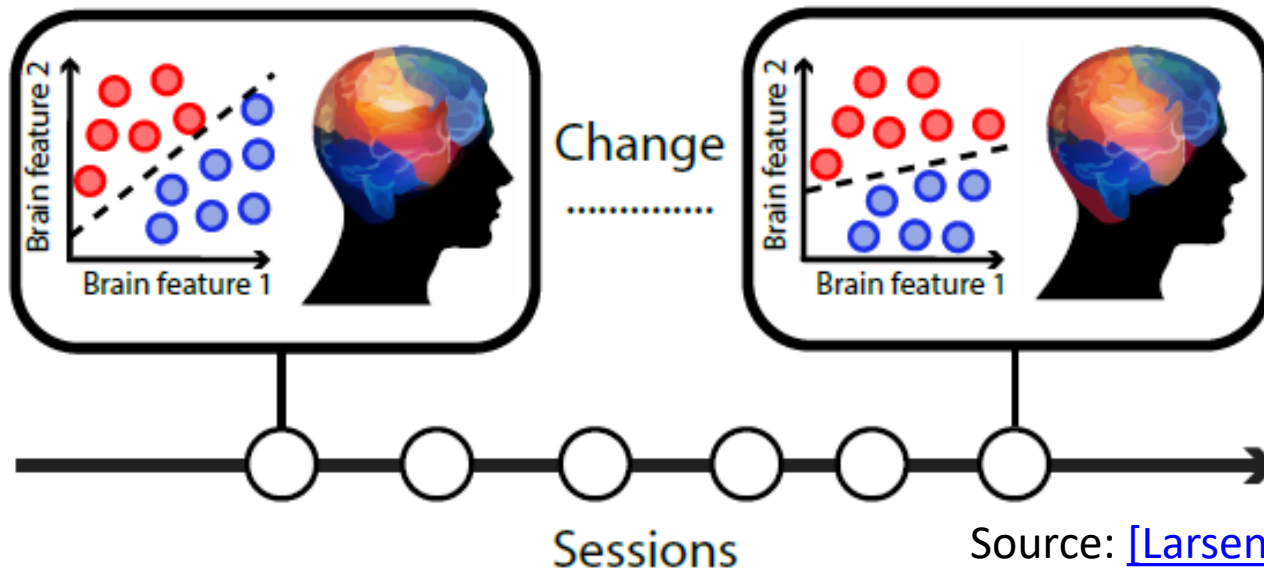 Brain feature 2
Brain feature 1
Change
..............
Brain feature 2
Brain feature 1
Sessions
Source: [Larsen